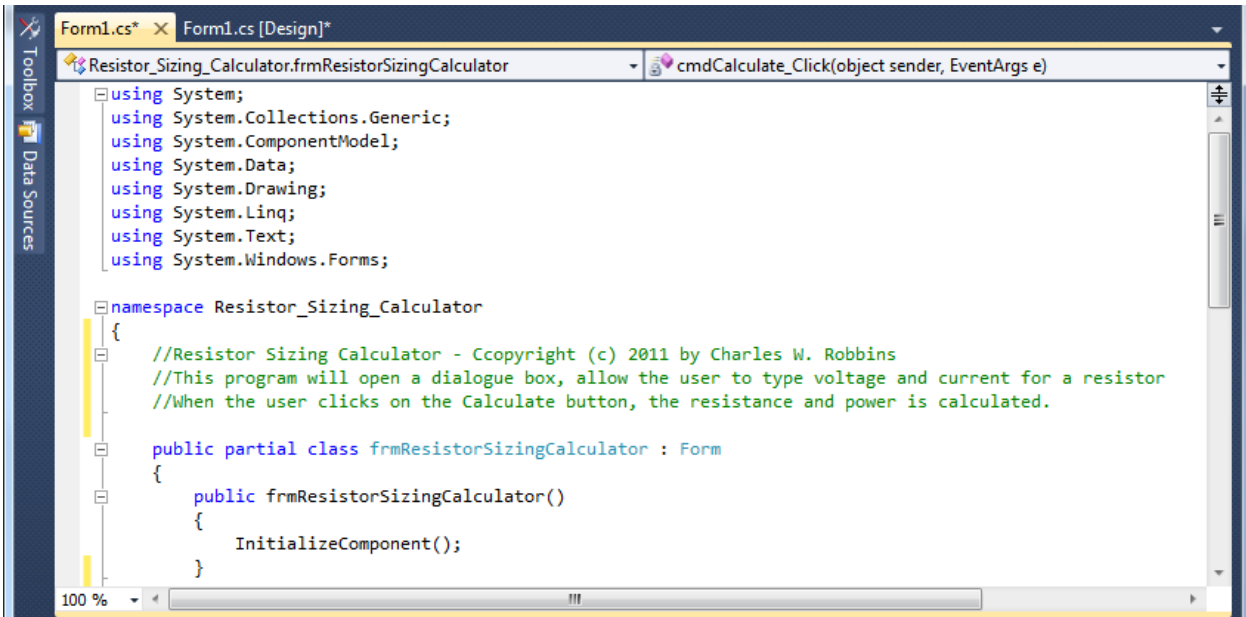 Form1.cs* Form1.cs [Design]*
Toolbox
Data Sources
Resistor_Sizing_Calculator.frmResistorSizingCalculator cmdCalculate_Click(object sender, EventArgs e)
using System;
using System.Collections.Generic;
using System.ComponentModel;
using System.Data;
using System.Drawing;
using System.Linq;
using System.Text;
using System.Windows.Forms;
namespace Resistor_Sizing_Calculator
{
//Resistor Sizing Calculator - Ccopyright (c) 2011 by Charles W. Robbins
//This program will open a dialogue box, allow the user to type voltage and current for a resistor
//When the user clicks on the Calculate button, the resistance and power is calculated.
public partial class frmResistorSizingCalculator : Form
{
public frmResistorSizingCalculator()
{
InitializeComponent();
}
100 %